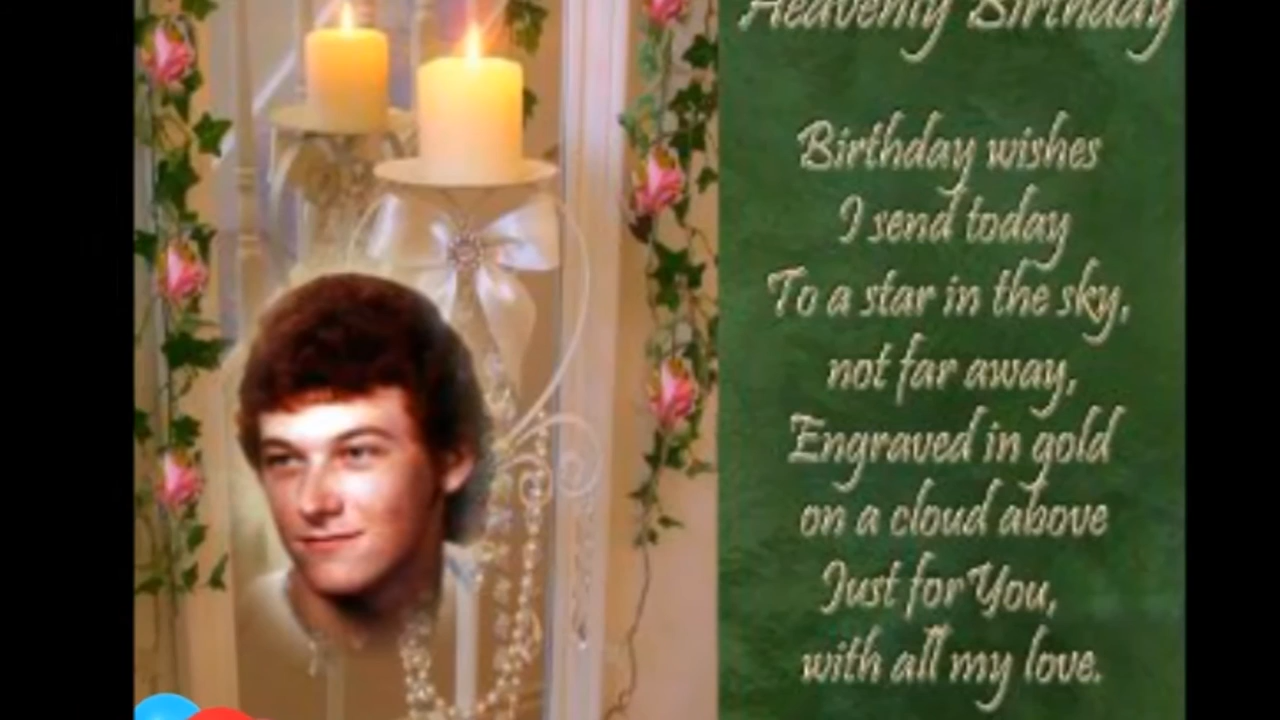 Heavenly Birthday
Birthday wishes
I send today
To a star in the sky,
not far away,
Engraved in gold
on a cloud above
Just for You,
with all my love.